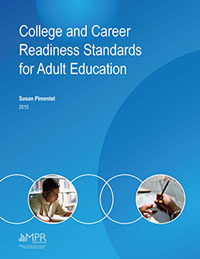 College and Career
Readiness Standards
for Adult Education
Susan Pimentel
2013
MPR